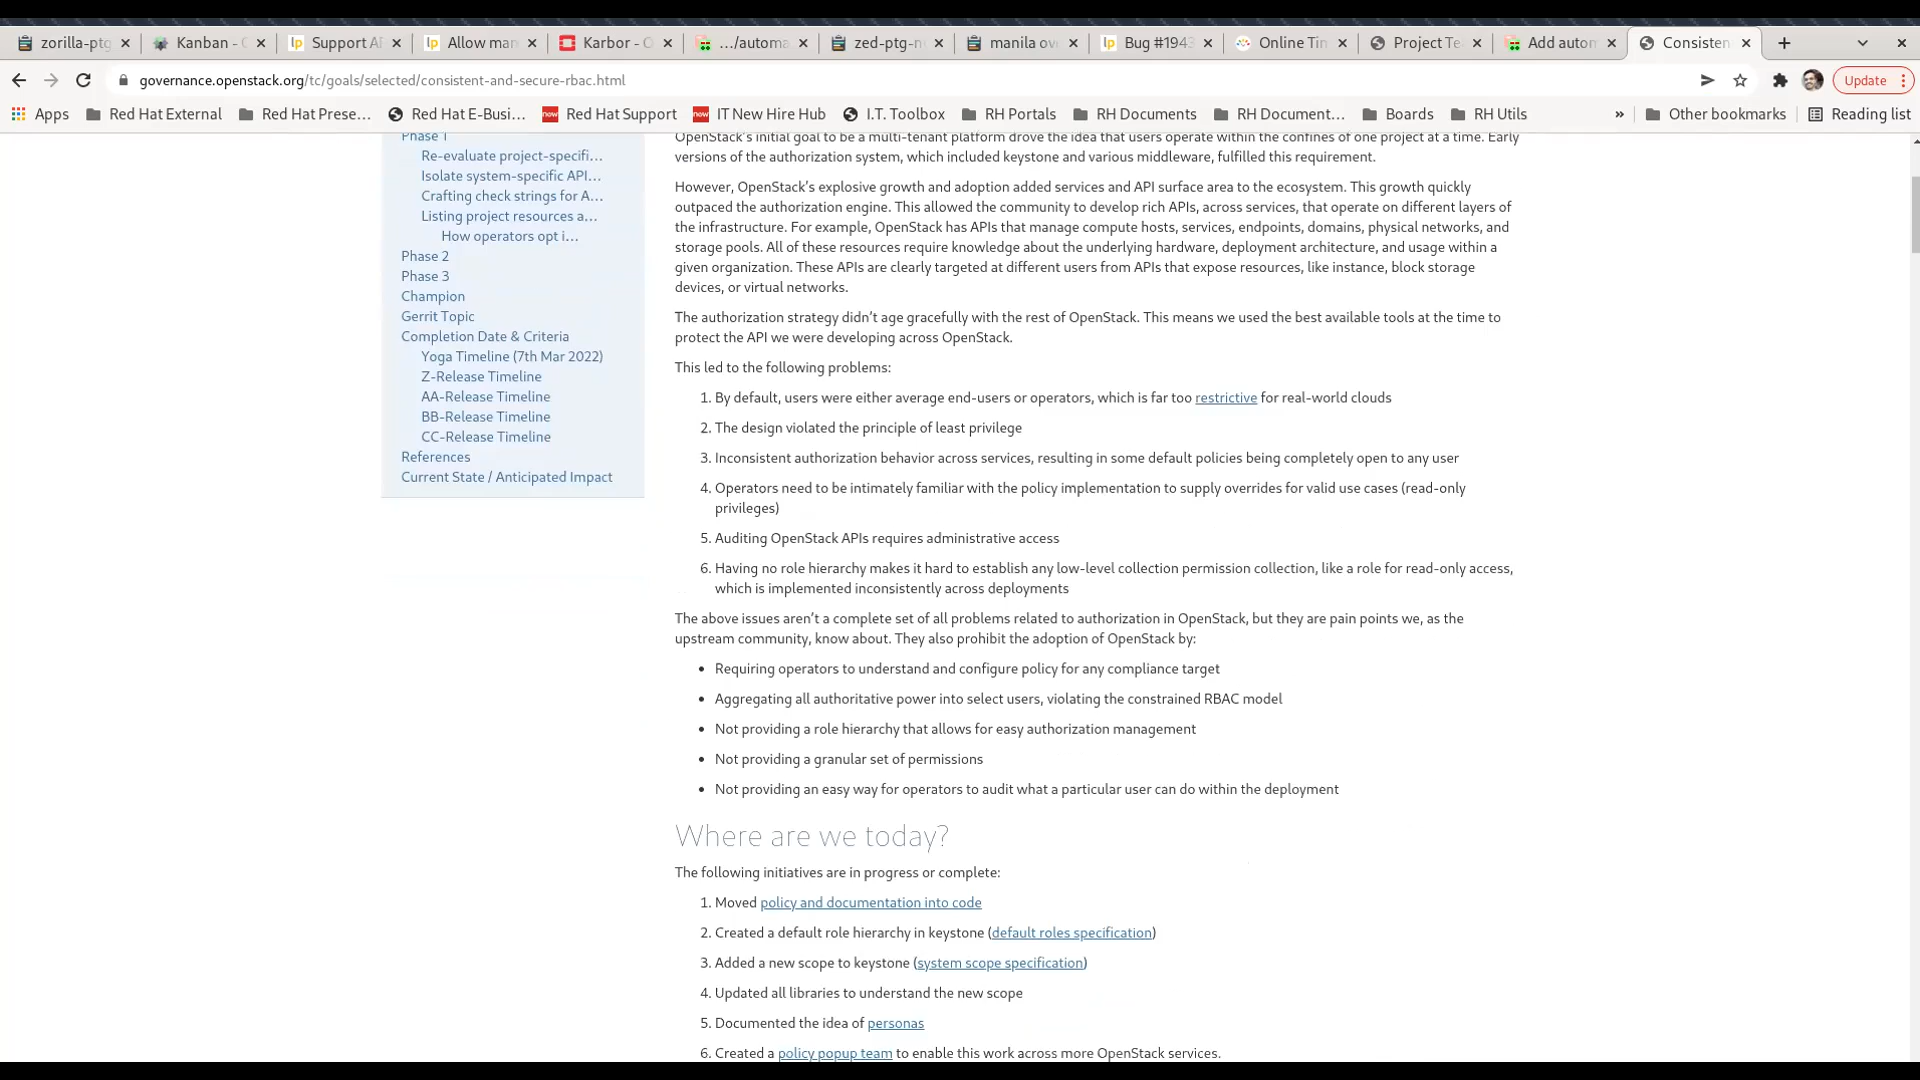 zorilla-ptg
Kanban - O
Support AF
Allow man
Karbor - O
.../automa
zed-ptg-n
manila ov
Bug #1943
Online Tin
Project Te
Add autom
Consisten
governance.openstack.org/tc/goals/selected/consistent-and-secure-rbac.html
Update
Apps
Red Hat External
Red Hat Prese...
Red Hat E-Busi...
Red Hat Support
IT New Hire Hub
I.T. Toolbox
RH Portals
RH Documents
RH Document...
Boards
RH Utils
»
Other bookmarks
Reading list
Phase 1
Re-evaluate project-specifi...
Isolate system-specific API...
Crafting check strings for A...
Listing project resources a...
How operators opt i...
Phase 2
Phase 3
Champion
Gerrit Topic
Completion Date & Criteria
Yoga Timeline (7th Mar 2022)
Z-Release Timeline
AA-Release Timeline
BB-Release Timeline
CC-Release Timeline
References
Current State / Anticipated Impact
OpenStack’s initial goal to be a multi-tenant platform drove the idea that users operate within the confines of one project at a time. Early
versions of the authorization system, which included keystone and various middleware, fulfilled this requirement.
However, OpenStack’s explosive growth and adoption added services and API surface area to the ecosystem. This growth quickly
outpaced the authorization engine. This allowed the community to develop rich APIs, across services, that operate on different layers of
the infrastructure. For example, OpenStack has APIs that manage compute hosts, services, endpoints, domains, physical networks, and
storage pools. All of these resources require knowledge about the underlying hardware, deployment architecture, and usage within a
given organization. These APIs are clearly targeted at different users from APIs that expose resources, like instance, block storage
devices, or virtual networks.
The authorization strategy didn’t age gracefully with the rest of OpenStack. This means we used the best available tools at the time to
protect the API we were developing across OpenStack.
This led to the following problems:
1. By default, users were either average end-users or operators, which is far too restrictive for real-world clouds
2. The design violated the principle of least privilege
3. Inconsistent authorization behavior across services, resulting in some default policies being completely open to any user
4. Operators need to be intimately familiar with the policy implementation to supply overrides for valid use cases (read-only
privileges)
5. Auditing OpenStack APIs requires administrative access
6. Having no role hierarchy makes it hard to establish any low-level collection permission collection, like a role for read-only access,
which is implemented inconsistently across deployments
The above issues aren’t a complete set of all problems related to authorization in OpenStack, but they are pain points we, as the
upstream community, know about. They also prohibit the adoption of OpenStack by:
• Requiring operators to understand and configure policy for any compliance target
• Aggregating all authoritative power into select users, violating the constrained RBAC model
• Not providing a role hierarchy that allows for easy authorization management
• Not providing a granular set of permissions
• Not providing an easy way for operators to audit what a particular user can do within the deployment
Where are we today?
The following initiatives are in progress or complete:
1. Moved policy and documentation into code
2. Created a default role hierarchy in keystone (default roles specification)
3. Added a new scope to keystone (system scope specification)
4. Updated all libraries to understand the new scope
5. Documented the idea of personas
6. Created a policy popup team to enable this work across more OpenStack services.